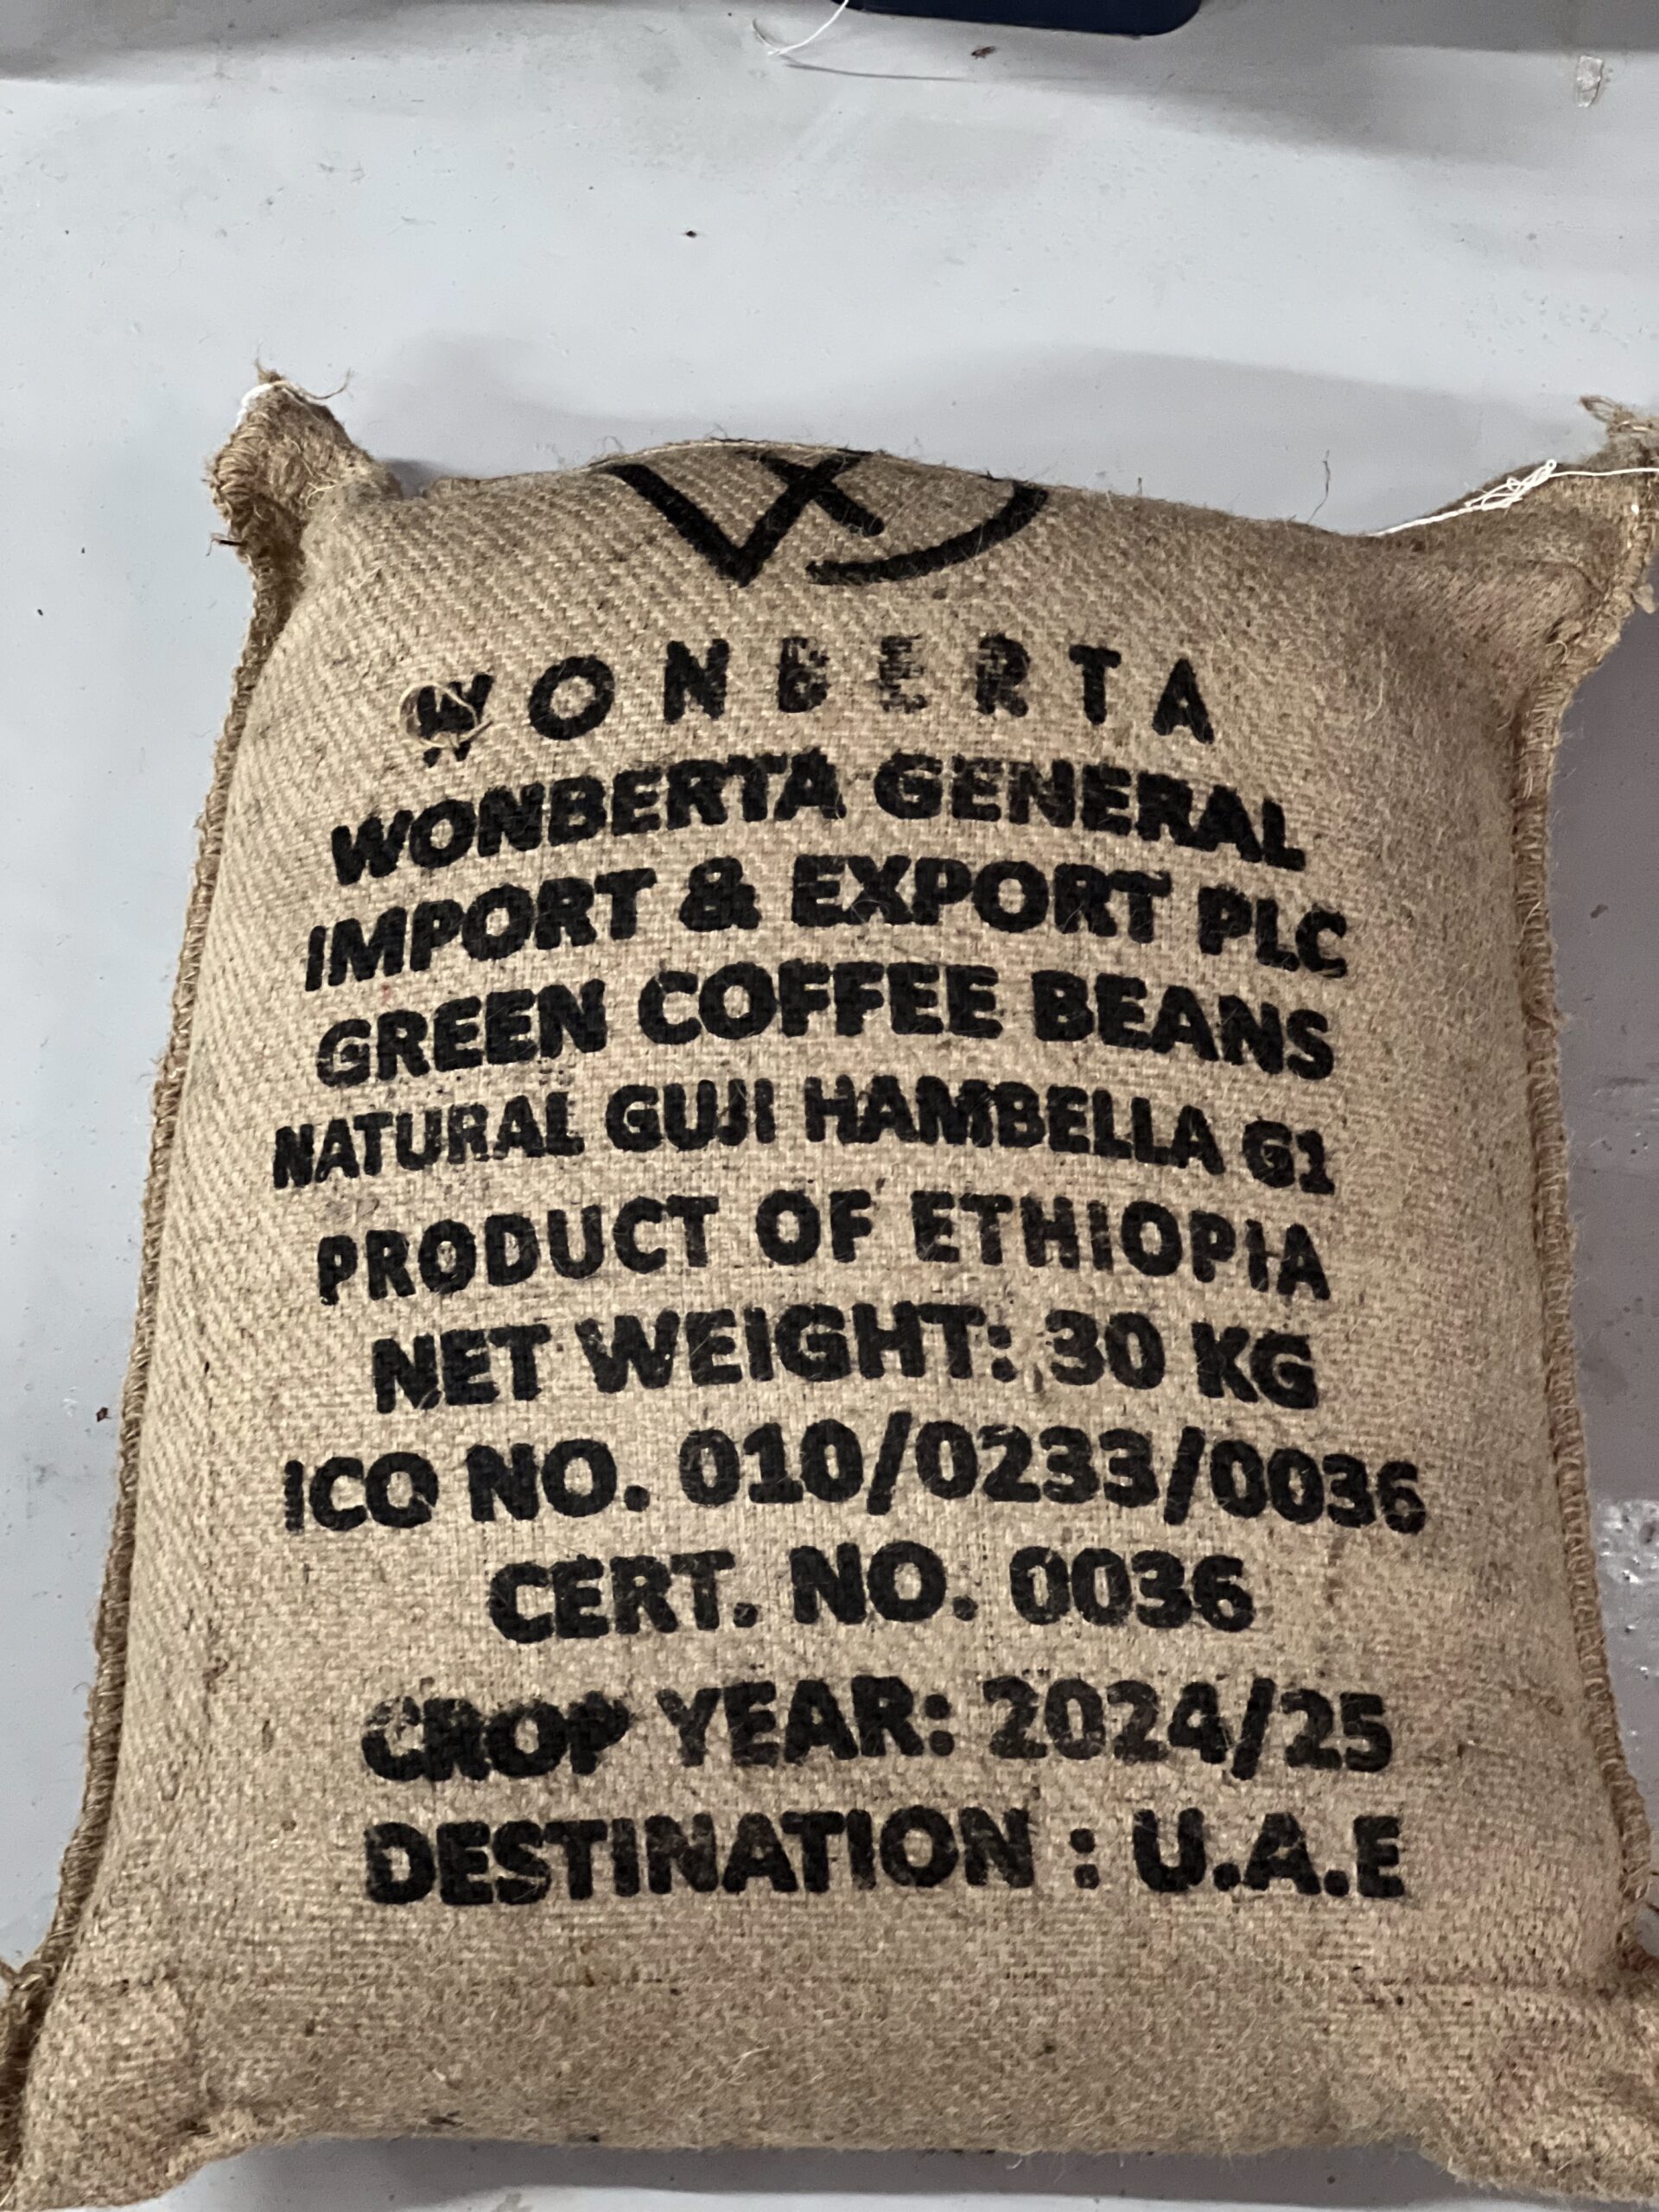 WONBERTA
WONBERTA GENERAL
IMPORT & EXPORT PLC
GREEN COFFEE BEANS
NATURAL GUJI HAMBELLA G1
PRODUCT OF ETHIOPIA
NET WEIGHT: 30 KG
ICO NO. 010/0233/0036
CERT. NO. 0036
CROP YEAR: 2024/25
DESTINATION : U.A.E